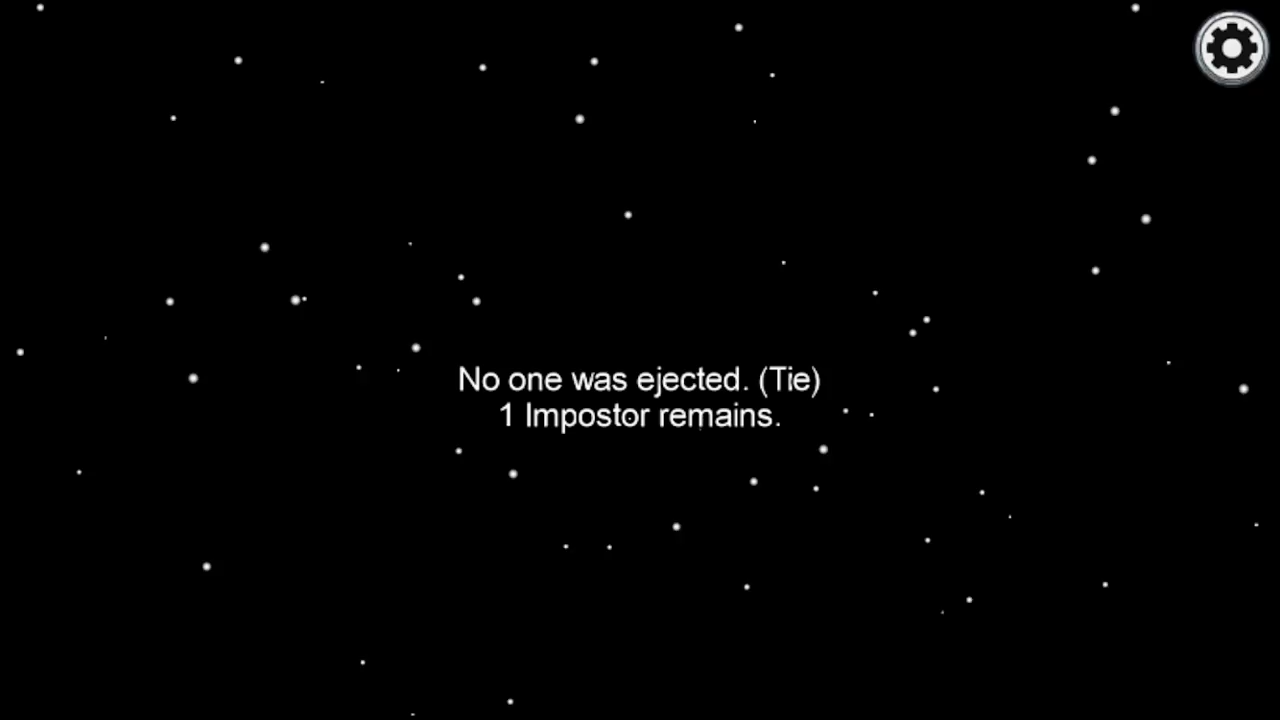 No one was ejected. (Tie)
1 Impostor remains.